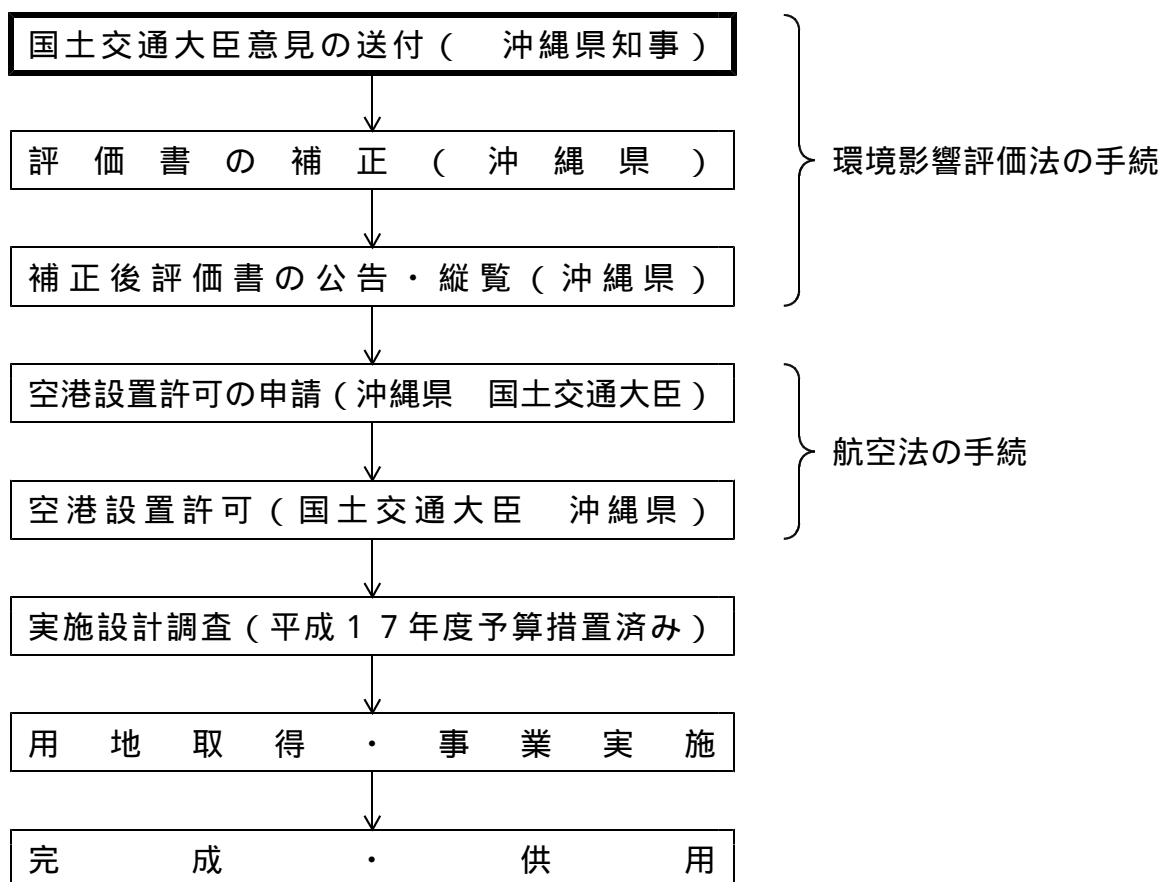 国土交通大臣意見の送付(　沖縄県知事)
評価書の補正(沖縄県)
環境影響評価法の手続
補正後評価書の公告・縦覧(沖縄県)
空港設置許可の申請(沖縄県　国土交通大臣)
航空法の手続
空港設置許可(国土交通大臣　沖縄県)
実施設計調査(平成17年度予算措置済み)
用地取得・事業実施
完成・供用